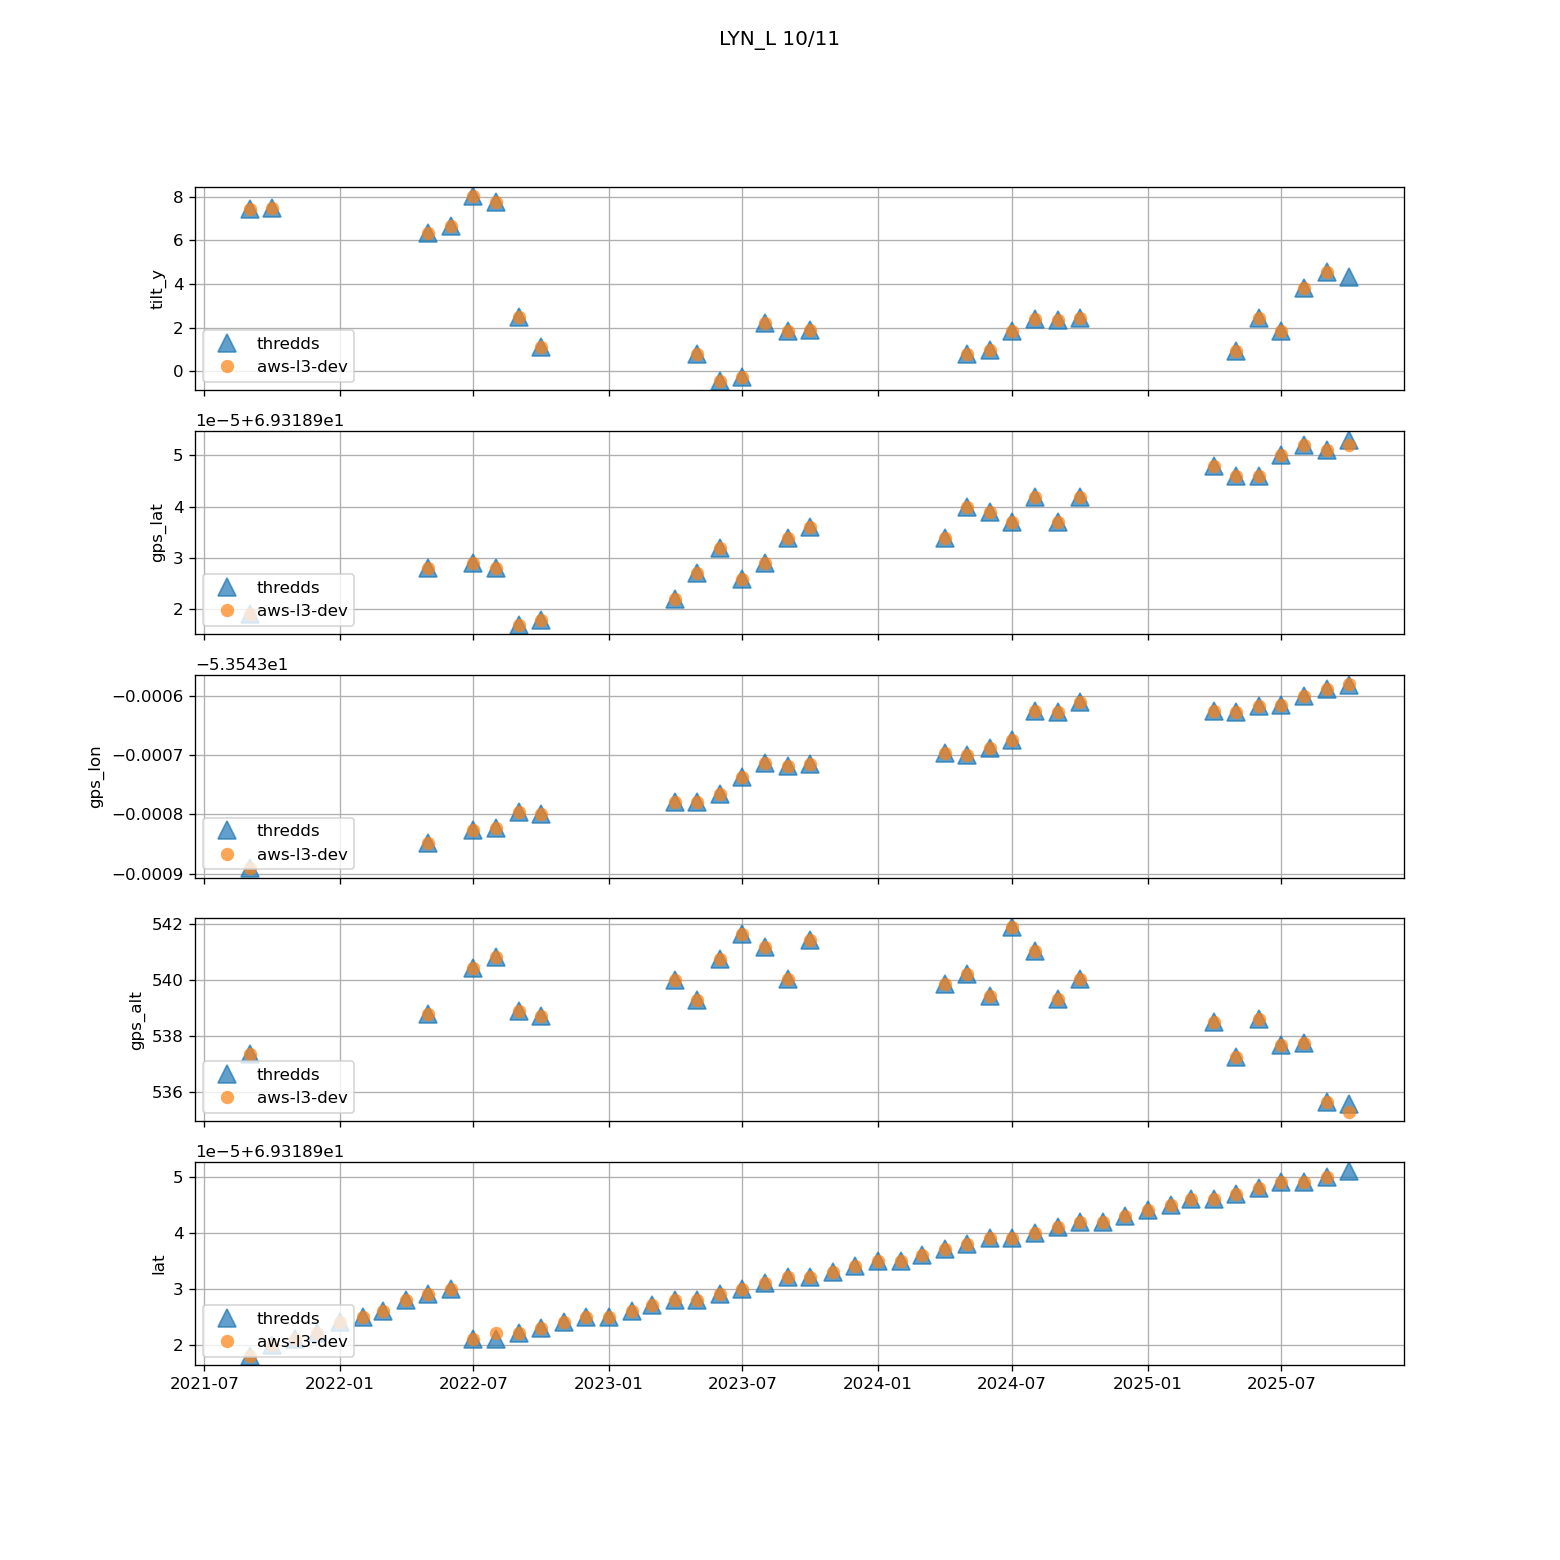 LYN_L 10/11
8
6
4
2
0
tilt_y
thredds
aws-l3-dev
1e−5+6.93189e1
5
4
3
2
gps_lat
thredds
aws-l3-dev
−5.3543e1
−0.0006
−0.0007
−0.0008
−0.0009
gps_lon
thredds
aws-l3-dev
542
540
538
536
gps_alt
thredds
aws-l3-dev
1e−5+6.93189e1
5
4
3
2
lat
thredds
aws-l3-dev
2021-07 2022-01 2022-07 2023-01 2023-07 2024-01 2024-07 2025-01 2025-07